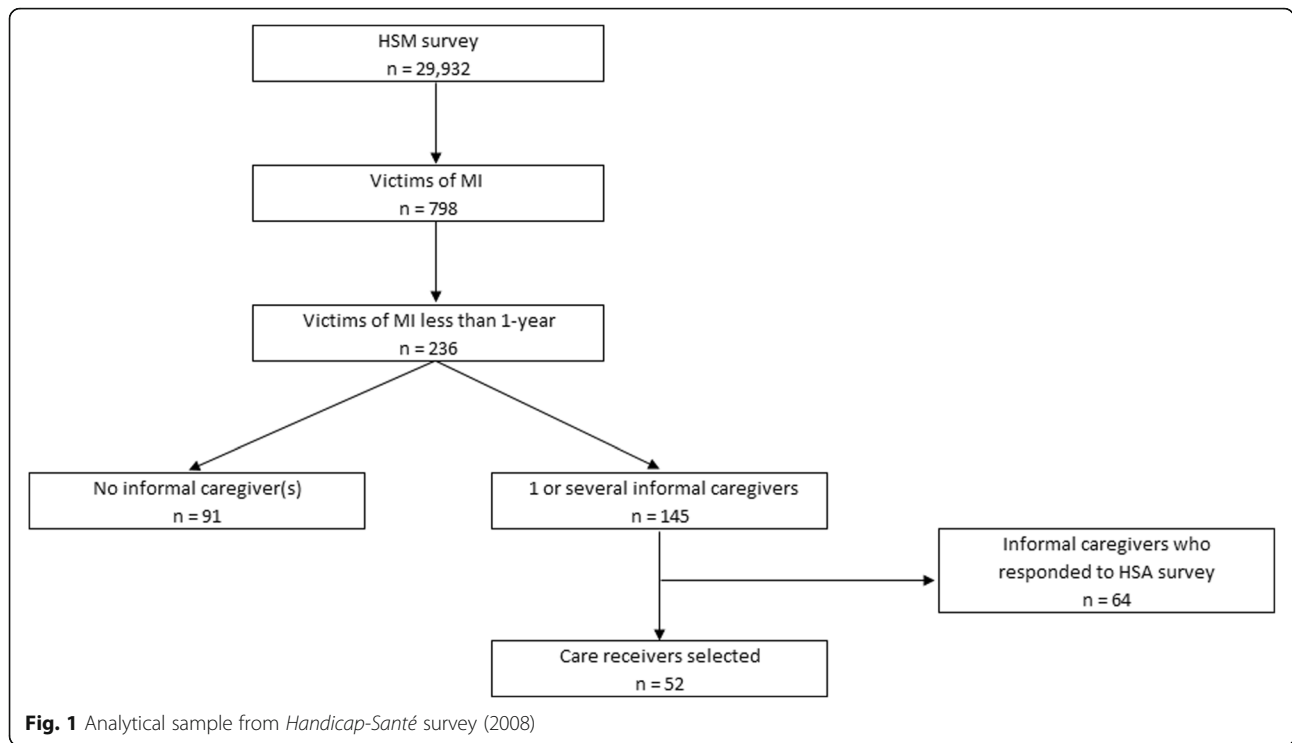 HSM survey
n = 29,932
Victims of MI
n = 798
Victims of MI less than 1-year
n = 236
No informal caregiver(s)
n = 91
1 or several informal caregivers
n = 145
Informal caregivers who
responded to HSA survey
n = 64
Care receivers selected
n = 52
Fig. 1 Analytical sample from Handicap-Santé survey (2008)